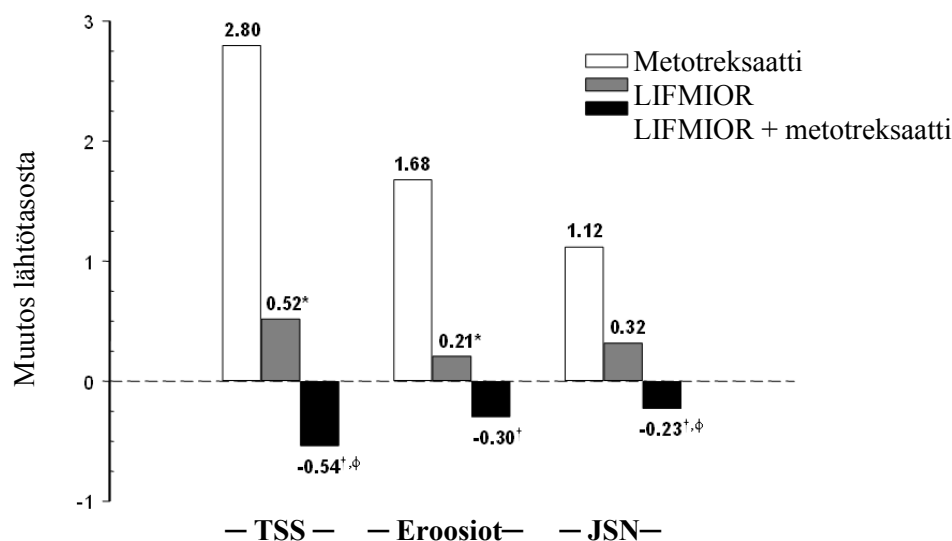 3
2.80
Metotreksaatti
LIFMIOR
LIFMIOR + metotreksaatti
2
1.68
1.12
1
0.52*
0.21*
0.32
0
-0.54†,ϕ
-0.30†
-0.23†,ϕ
-1
Muutos lähtötasosta
— TSS — — Eroosiot— — JSN—